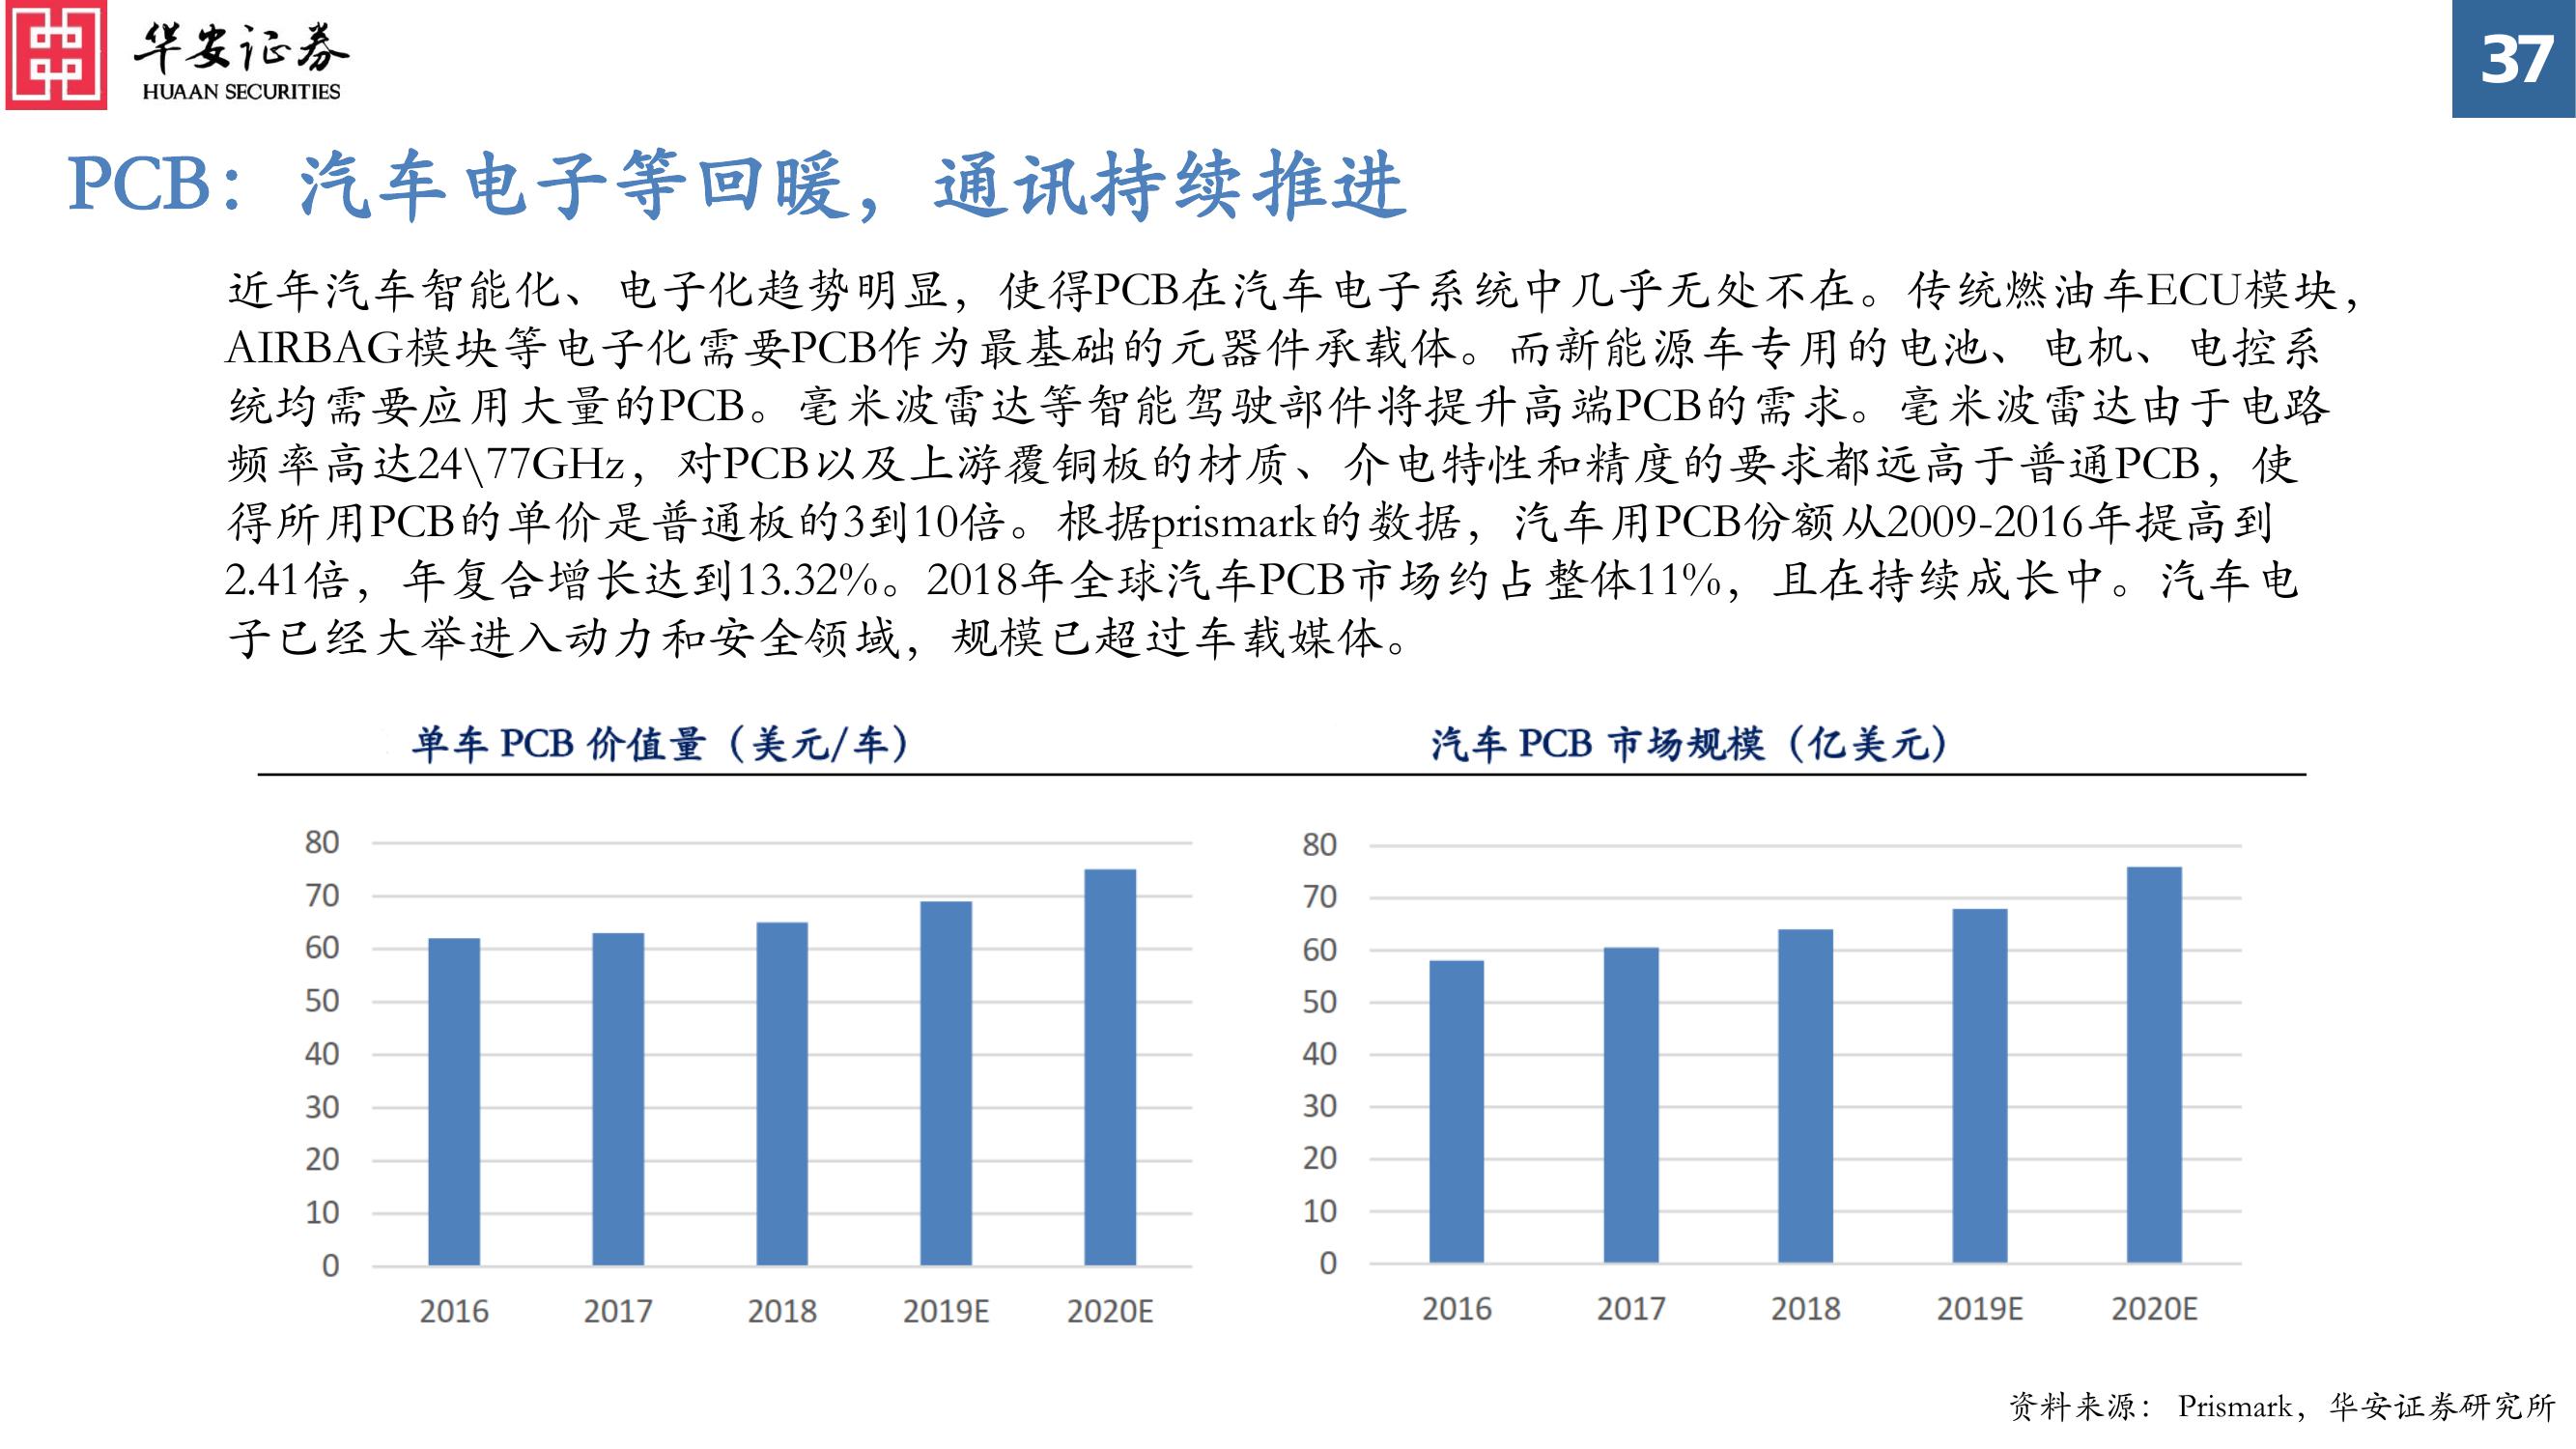 华安证券
HUAAN SECURITIES
37
PCB：汽车电子等回暖，通讯持续推进
近年汽车智能化、电子化趋势明显，使得PCB在汽车电子系统中几乎无处不在。传统燃油车ECU模块，
AIRBAG模块等电子化需要PCB作为最基础的元器件承载体。而新能源车专用的电池、电机、电控系
统均需要应用大量的PCB。毫米波雷达等智能驾驶部件将提升高端PCB的需求。毫米波雷达由于电路
频率高达24\77GHz，对PCB以及上游覆铜板的材质、介电特性和精度的要求都远高于普通PCB，使
得所用PCB的单价是普通板的3到10倍。根据prismark的数据，汽车用PCB份额从2009-2016年提高到
2.41倍，年复合增长达到13.32%。2018年全球汽车PCB市场约占整体11%，且在持续成长中。汽车电
子已经大举进入动力和安全领域，规模已超过车载媒体。
单车 PCB 价值量（美元/车）
80
70
60
50
40
30
20
10
0
2016 2017 2018 2019E 2020E
汽车 PCB 市场规模（亿美元）
80
70
60
50
40
30
20
10
0
2016 2017 2018 2019E 2020E
资料来源： Prismark，华安证券研究所